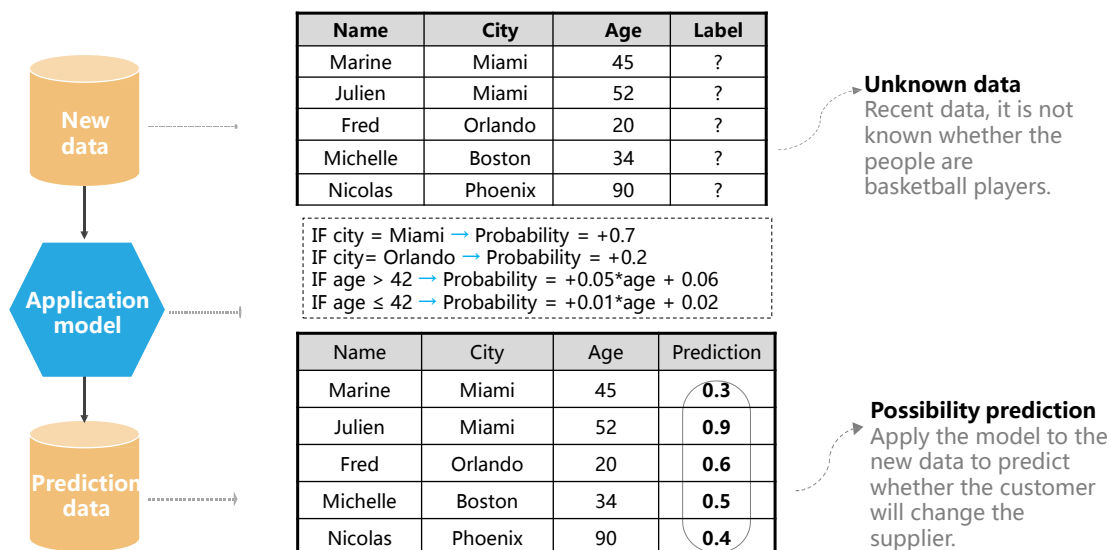 Name City Age Label
Marine Miami 45 ?
Julien Miami 52 ?
Fred Orlando 20 ?
Michelle Boston 34 ?
Nicolas Phoenix 90 ?
New
data
Unknown data
Recent data, it is not
known whether the
people are
basketball players.
IF city = Miami → Probability = +0.7
IF city= Orlando → Probability = +0.2
IF age > 42 → Probability = +0.05*age + 0.06
IF age ≤ 42 → Probability = +0.01*age + 0.02
Application
model
Name City Age Prediction
Marine Miami 45 0.3
Julien Miami 52 0.9
Fred Orlando 20 0.6
Michelle Boston 34 0.5
Nicolas Phoenix 90 0.4
Prediction
data
Possibility prediction
Apply the model to the
new data to predict
whether the customer
will change the
supplier.